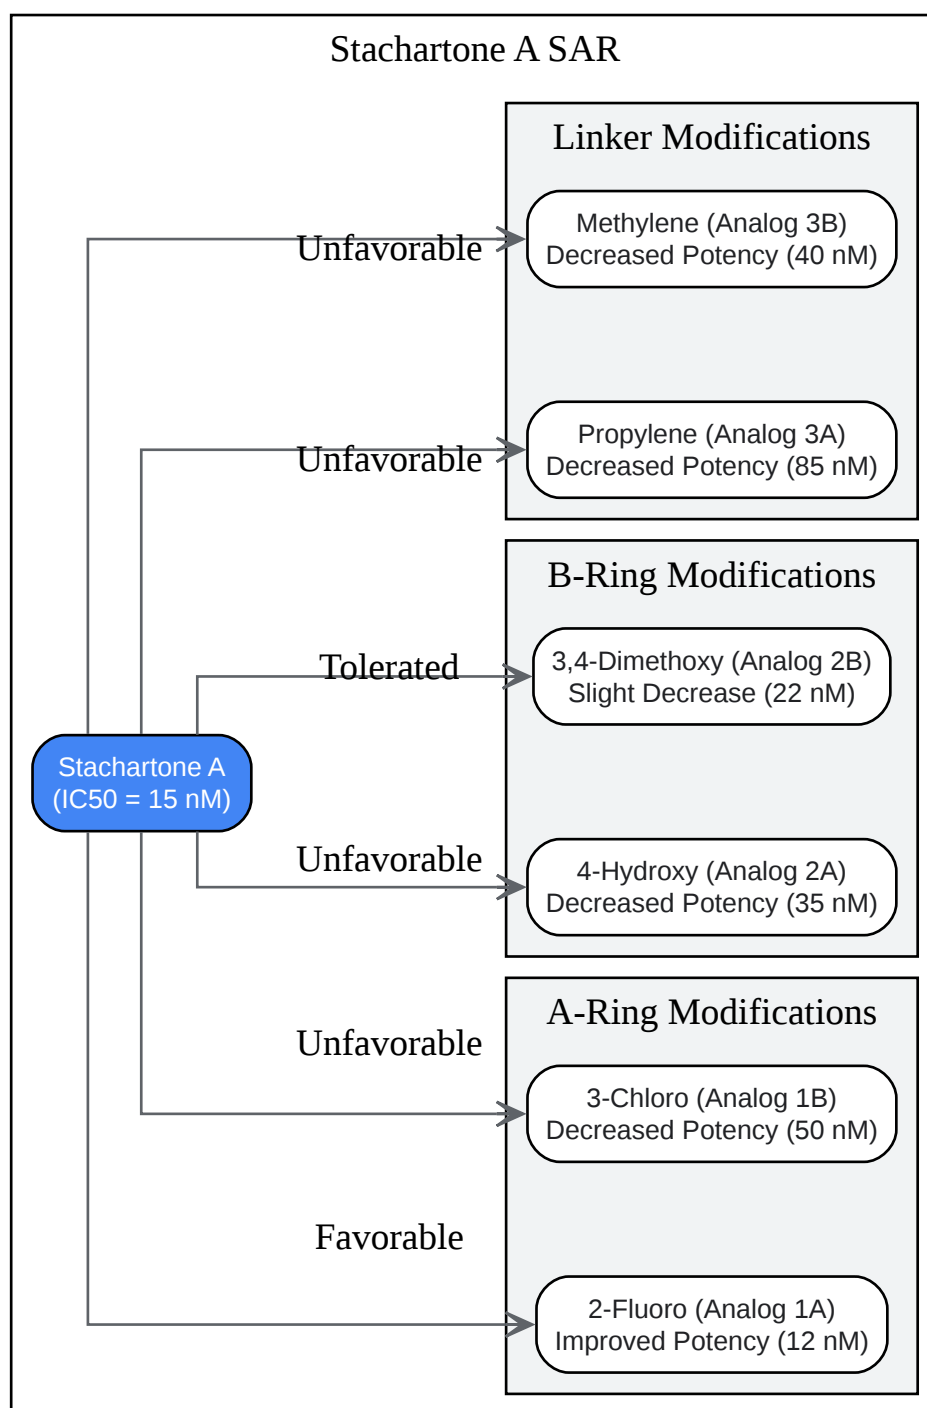 Stachartone A SAR
Linker Modifications
Methylene (Analog 3B)
Decreased Potency (40 nM)
Unfavorable
Propylene (Analog 3A)
Decreased Potency (85 nM)
Unfavorable
B-Ring Modifications
3,4-Dimethoxy (Analog 2B)
Slight Decrease (22 nM)
Tolerated
Stachartone A
(IC50 = 15 nM)
Unfavorable
4-Hydroxy (Analog 2A)
Decreased Potency (35 nM)
A-Ring Modifications
Unfavorable
3-Chloro (Analog 1B)
Decreased Potency (50 nM)
Favorable
2-Fluoro (Analog 1A)
Improved Potency (12 nM)